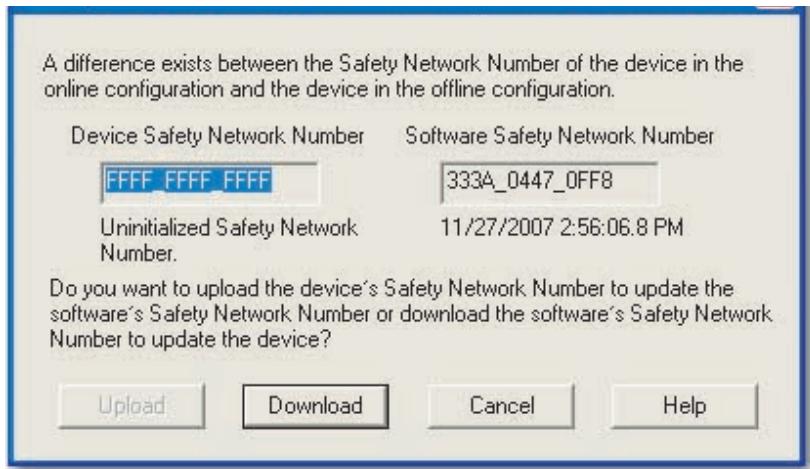 A difference exists between the Safety Network Number of the device in the
online configuration and the device in the offline configuration.
Device Safety Network Number
Software Safety Network Number
FFFF_FFFF_FFFF
333A_0447_0FF8
Uninitialized Safety Network
Number.
11/27/2007 2:56:06.8 PM
Do you want to upload the device's Safety Network Number to update the
software's Safety Network Number or download the software's Safety Network
Number to update the device?
Upload
Download
Cancel
Help